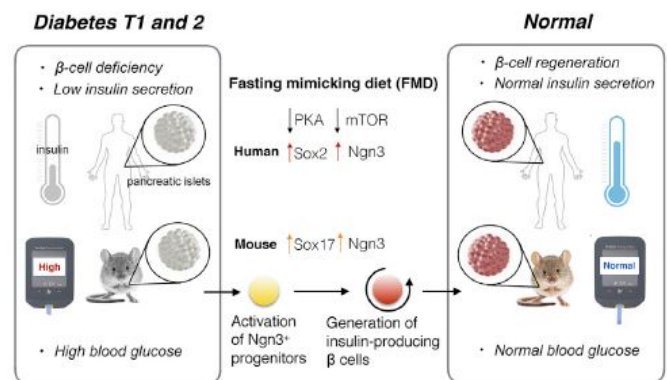 Diabetes T1 and 2
Normal
• β-cell deficiency
• Low insulin secretion
Fasting mimicking diet (FMD)
• β-cell regeneration
• Normal insulin secretion
↓PKA ↓ mTOR
Human ↑Sox2 ↑ Ngn3
insulin
pancreatic islets
Mouse ↑Sox17 ↑ Ngn3
High
Normal
Activation
of Ngn3+
progenitors
Generation of
insulin-producing
β cells
• High blood glucose
• Normal blood glucose